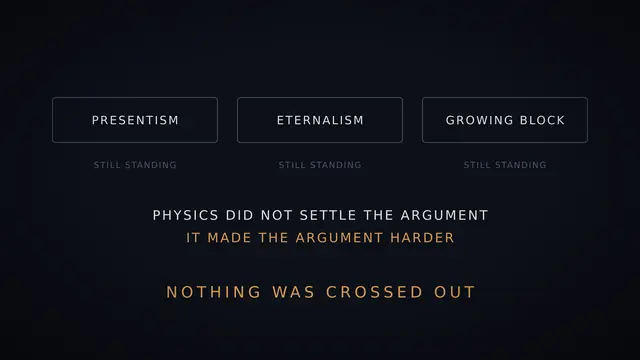 PRESENTISM
ETERNALISM
GROWING BLOCK
STILL STANDING
STILL STANDING
STILL STANDING
PHYSICS DID NOT SETTLE THE ARGUMENT
IT MADE THE ARGUMENT HARDER
NOTHING WAS CROSSED OUT